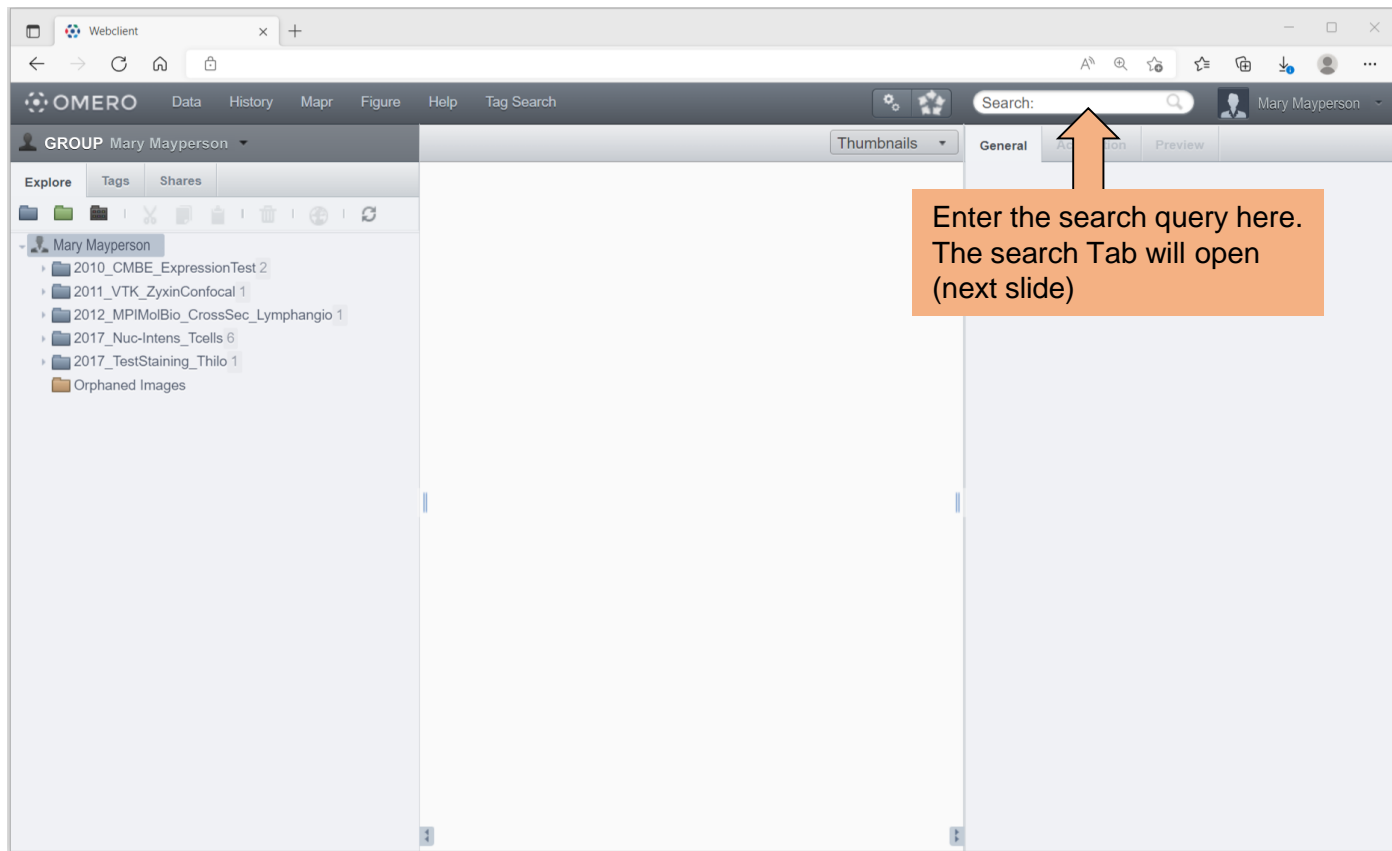 Webclient
OMERO Data History Mapr Figure Help Tag Search Search: Mary Mayperson
GROUP Mary Mayperson Thumbnails General Preview
Explore Tags Shares
Enter the search query here.
The search Tab will open
(next slide)
Mary Mayperson
2010_CMBE_ExpressionTest 2
2011_VTK_ZyxinConfocal 1
2012_MPIMolBio_CrossSec_Lymphangio 1
2017_Nuc-Intens_Tcells 6
2017_TestStaining_Thilo 1
Orphaned Images